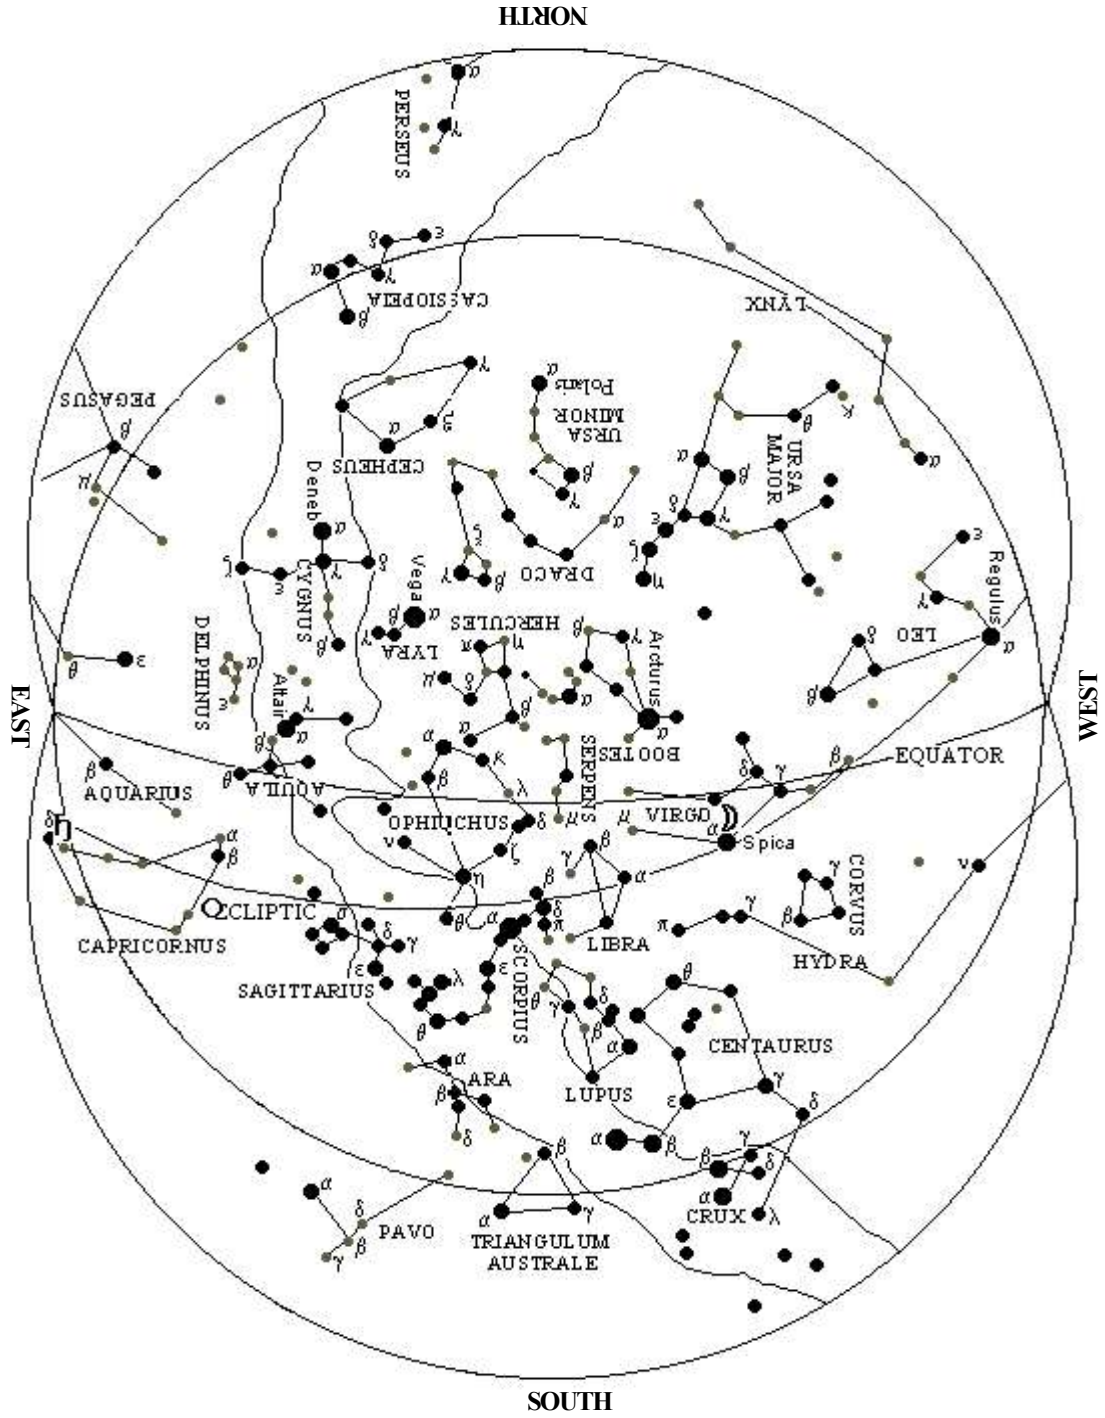 NORTH
α
PERSEUS
γ
δ
ε
α
γ
CASSIOPEIA
β
LYNX
γ
α
Polaris
URSA
MINOR
κ
θ
URSA
MAJOR
PEGASUS
β
μ
ξ
α
CEPHEUS
β
γ
α
β
α
Deneb
α
α
δ
γ
ε
ζ
η
ε
Regulus
ζ
ε
γ
δ
CYGNUS
β
ζ
γ
β
DRACO
γ
α
LEO
Vega
α
β
γ
LYRA
HERCULES
π
η
β
γ
Arcturus
δ
β
θ
ε
DELPHINUS
α
ε
μ
δ
β
α
α
α
BOOTES
Altair
γ
α
β
θ
AQUILA
EAST
WEST
α
κ
β
λ
SERPENS
μ
δ
γ
β
EQUATOR
β
AQUARIUS
OPHIUCHUS
δ
ν
ζ
η
θ
μ
VIRGO
α
Spica
δ
α
β
CAPRICORNUS
ECLIPTIC
β
γ
α
LIBRA
γ
CORVUS
β
ν
π
HYDRA
σ
δ
γ
ε
SAGITTARIUS
β
δ
π
α
SCORPIUS
ε
λ
θ
θ
γ
δ
β
α
LUPUS
θ
CENTAURUS
γ
ε
δ
α
β
α
ARA
β
δ
β
γ
δ
α
λ
CRUX
α
δ
β
γ
PAVO
β
α
γ
TRIANGULUM
AUSTRALE
SOUTH